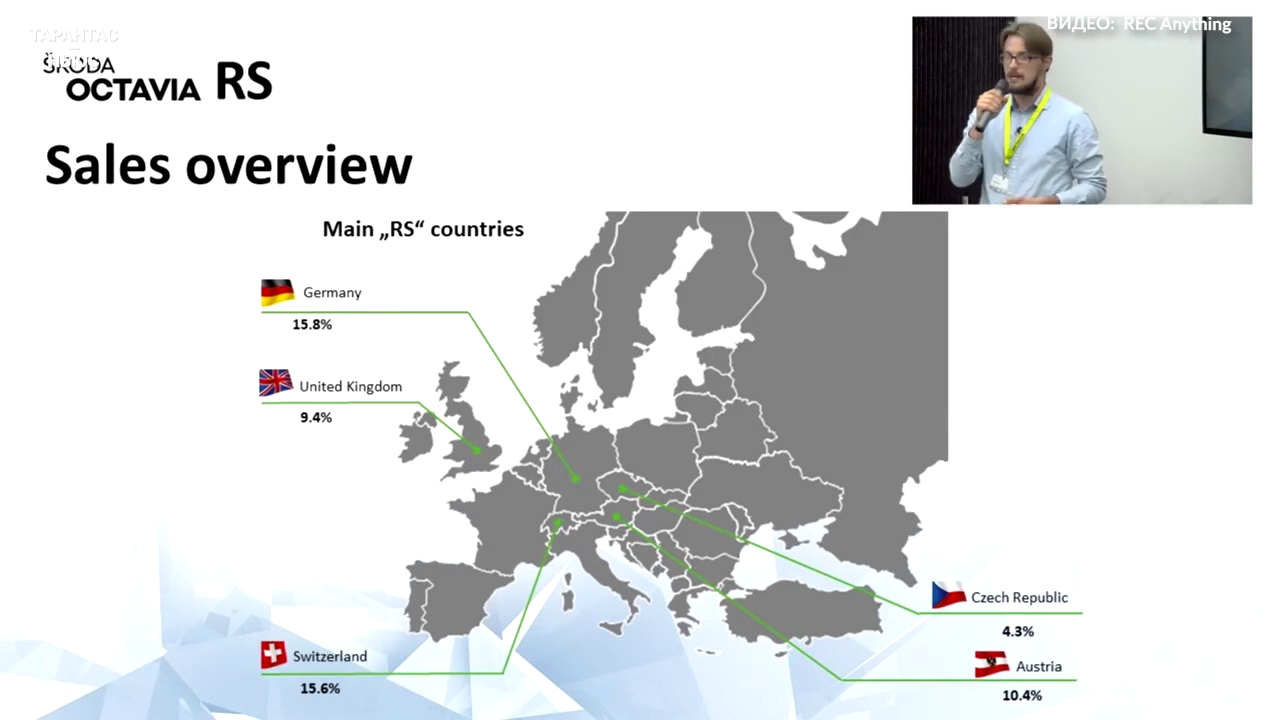 ТАРАНТАС
ВИДЕО: REC Anything
ŠKODA
OCTAVIA RS
Sales overview
Main „RS“ countries
Germany
15.8%
United Kingdom
9.4%
Czech Republic
4.3%
Switzerland
15.6%
Austria
10.4%